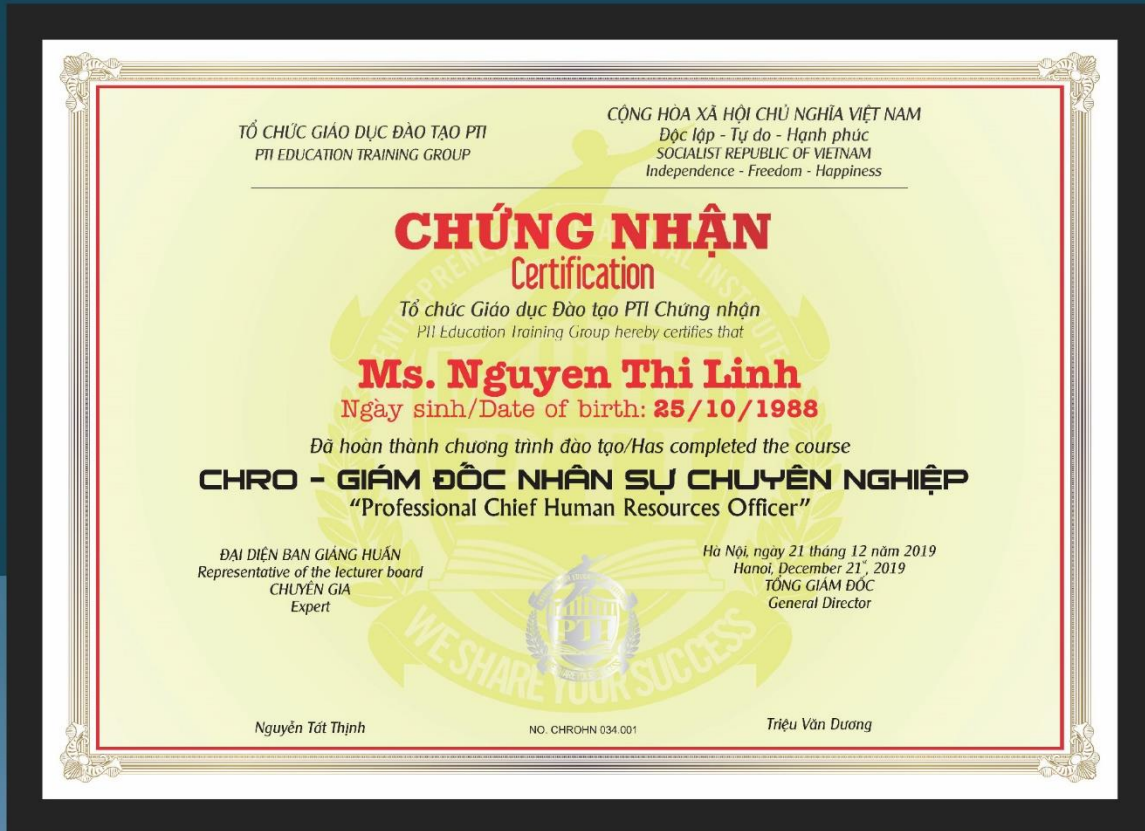 TỔ CHỨC GIÁO DỤC ĐÀO TẠO PTI
PTI EDUCATION TRAINING GROUP
CỘNG HÒA XÃ HỘI CHỦ NGHĨA VIỆT NAM
Độc lập - Tự do - Hạnh phúc
SOCIALIST REPUBLIC OF VIETNAM
Independence - Freedom - Happiness
CHỨNG NHẬN
Certification
Tổ chức Giáo dục Đào tạo PTI Chứng nhận
PTI Education Training Group hereby certifies that
Ms. Nguyen Thi Linh
Ngày sinh/Date of birth: 25/10/1988
Đã hoàn thành chương trình đào tạo/Has completed the course
CHRO - GIÁM ĐỐC NHÂN SỰ CHUYÊN NGHIỆP
“Professional Chief Human Resources Officer”
ĐẠI DIỆN BAN GIẢNG HUẤN
Representative of the lecturer board
CHUYÊN GIA
Expert
Hà Nội, ngày 21 tháng 12 năm 2019
Hanoi, December 21st, 2019
TỔNG GIÁM ĐỐC
General Director
PTI
WE SHARE YOUR SUCCESS
Nguyễn Tất Thịnh
NO. CHROHN 034.001
Triệu Văn Dương